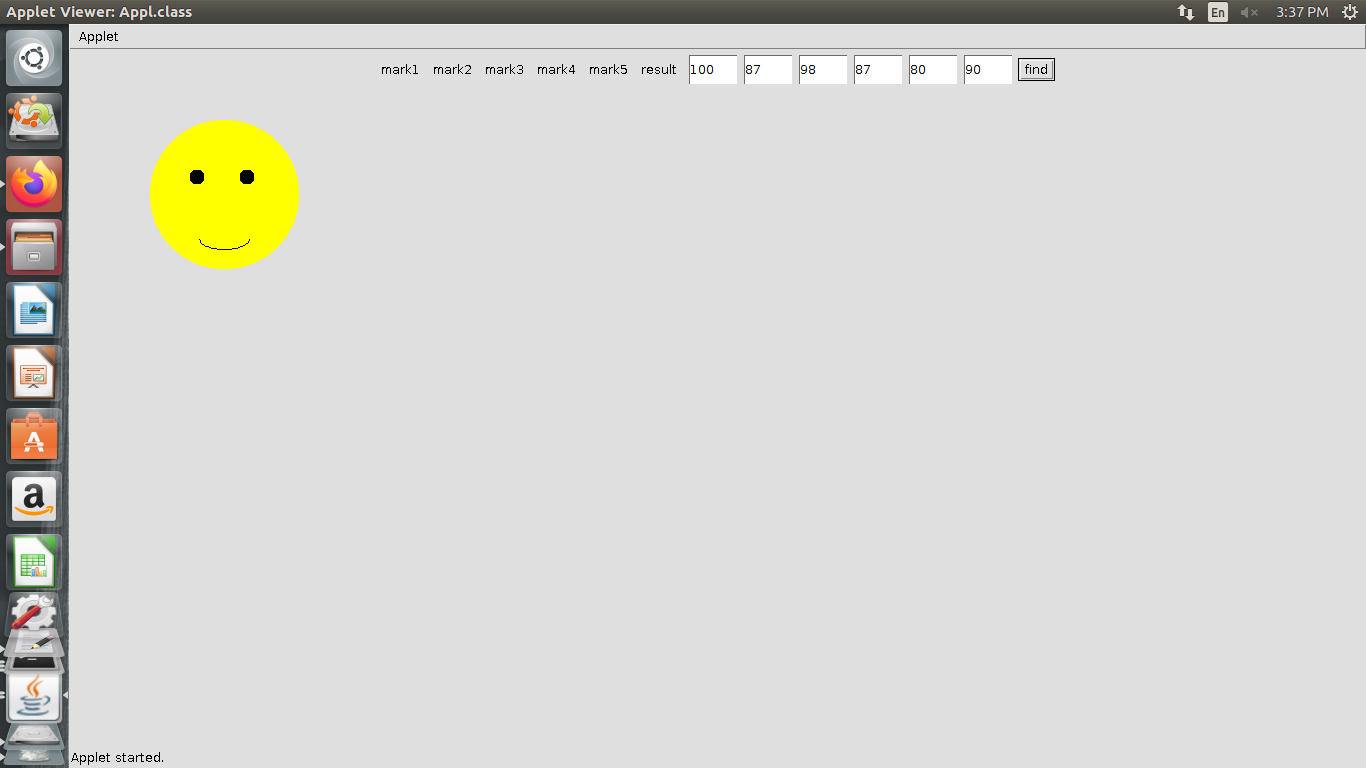 Applet Viewer: Appl.class En 3:37 PM
Applet
mark1 mark2 mark3 mark4 mark5 result 100 87 98 87 80 90 find
Applet started.